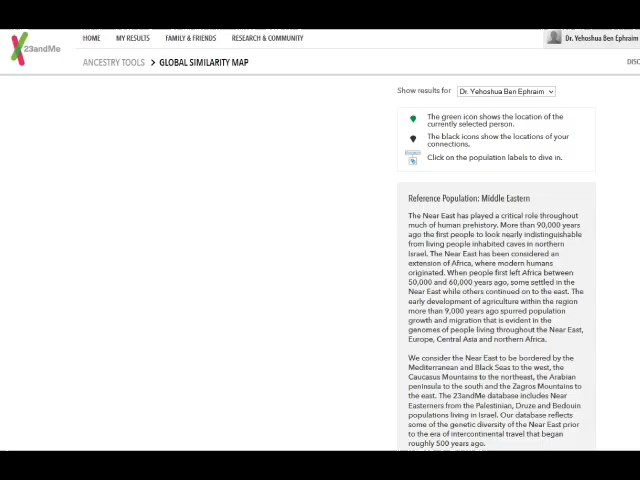 23andMe
HOME MY RESULTS FAMILY & FRIENDS RESEARCH & COMMUNITY Dr. Yehoshua Ben Ephraim
ANCESTRY TOOLS > GLOBAL SIMILARITY MAP DISC
Show results for Dr. Yehoshua Ben Ephraim
The green icon shows the location of the
currently selected person.
The black icons show the locations of your
connections.
Click on the population labels to dive in.
Reference Population: Middle Eastern
The Near East has played a critical role throughout
much of human prehistory. More than 90,000 years
ago the first people to look nearly indistinguishable
from living people inhabited caves in northern
Israel. The Near East has been considered an
extension of Africa, where modern humans
originated. When people first left Africa between
50,000 and 60,000 years ago, some settled in the
Near East while others continued on to the east. The
early development of agriculture within the region
more than 9,000 years ago spurred population
growth and migration that is evident in the
genomes of people living throughout the Near East,
Europe, Central Asia and northern Africa.
We consider the Near East to be bordered by the
Mediterranean and Black Seas to the west, the
Caucasus Mountains to the northeast, the Arabian
peninsula to the south and the Zagros Mountains to
the east. The 23andMe database includes Near
Easterners from the Palestinian, Druze and Bedouin
populations living in Israel. Our database reflects
some of the genetic diversity of the Near East prior
to the era of intercontinental travel that began
roughly 500 years ago.